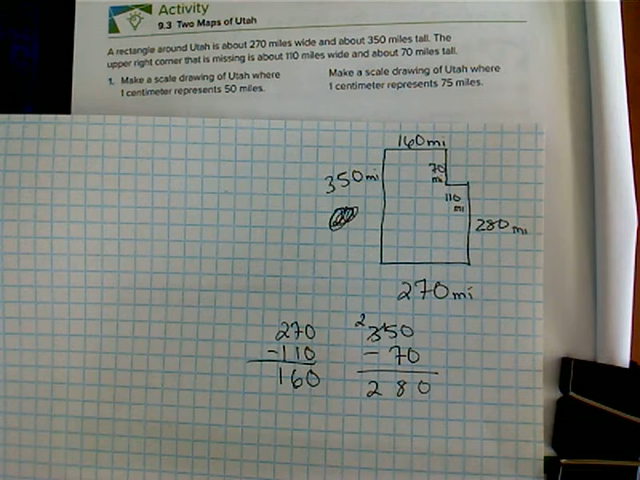 Activity
9.3 Two Maps of Utah
A rectangle around Utah is about 270 miles wide and about 350 miles tall. The
upper right corner that is missing is about 110 miles wide and about 70 miles tall.
1. Make a scale drawing of Utah where
1 centimeter represents 50 miles.
Make a scale drawing of Utah where
1 centimeter represents 75 miles.
160mi
70
mi
350mi
110
mi
280mi
270mi
270
-110
160
2
350
- 70
280